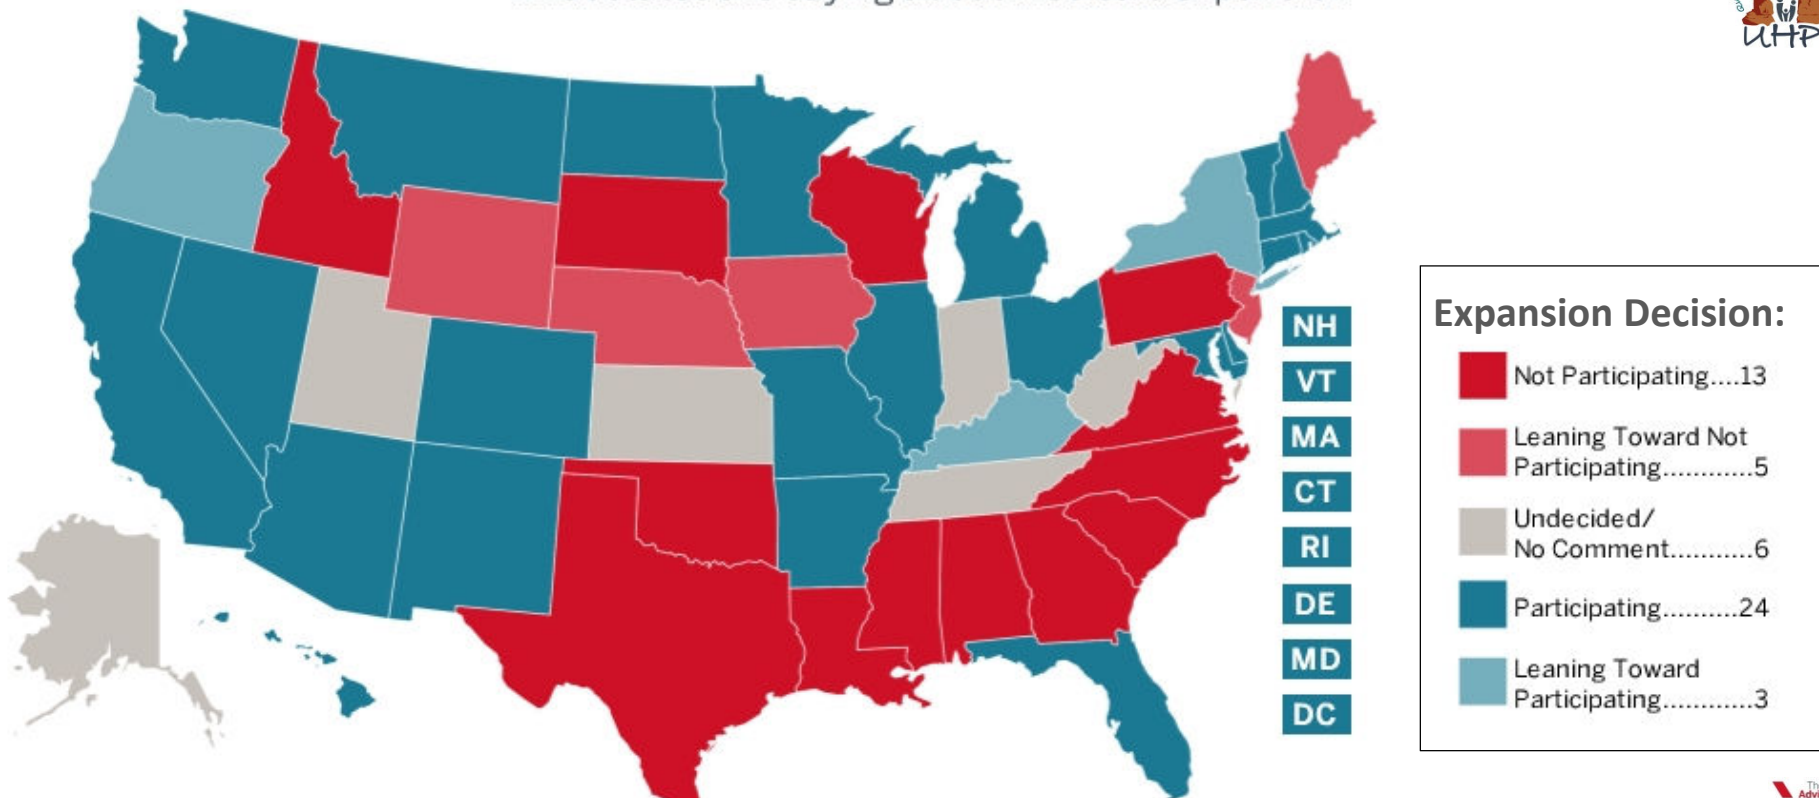 UHP
NH
VT
MA
CT
RI
DE
MD
DC
Expansion Decision:
Not Participating....13
Leaning Toward Not
Participating............5
Undecided/
No Comment...........6
Participating..........24
Leaning Toward
Participating............3